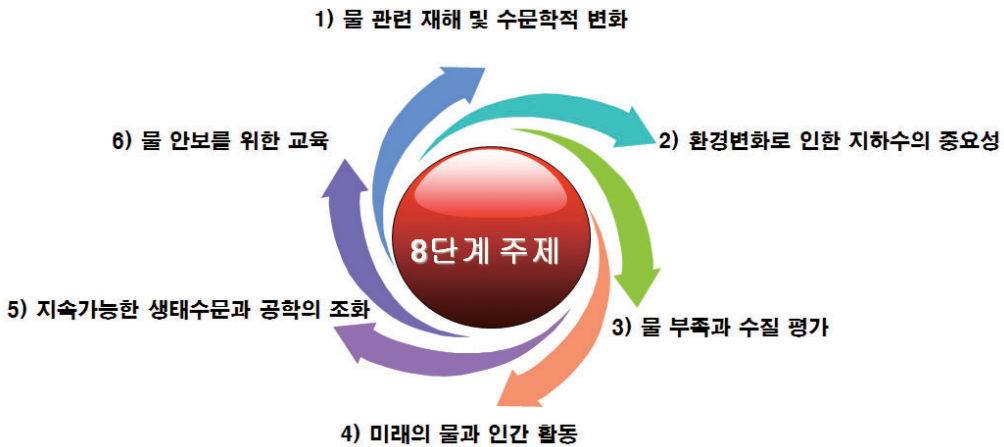 1) 물 관련 재해 및 수문학적 변화
2) 환경변화로 인한 지하수의 중요성
3) 물 부족과 수질 평가
4) 미래의 물과 인간 활동
5) 지속가능한 생태수문과 공학의 조화
6) 물 안보를 위한 교육
8단계 주제